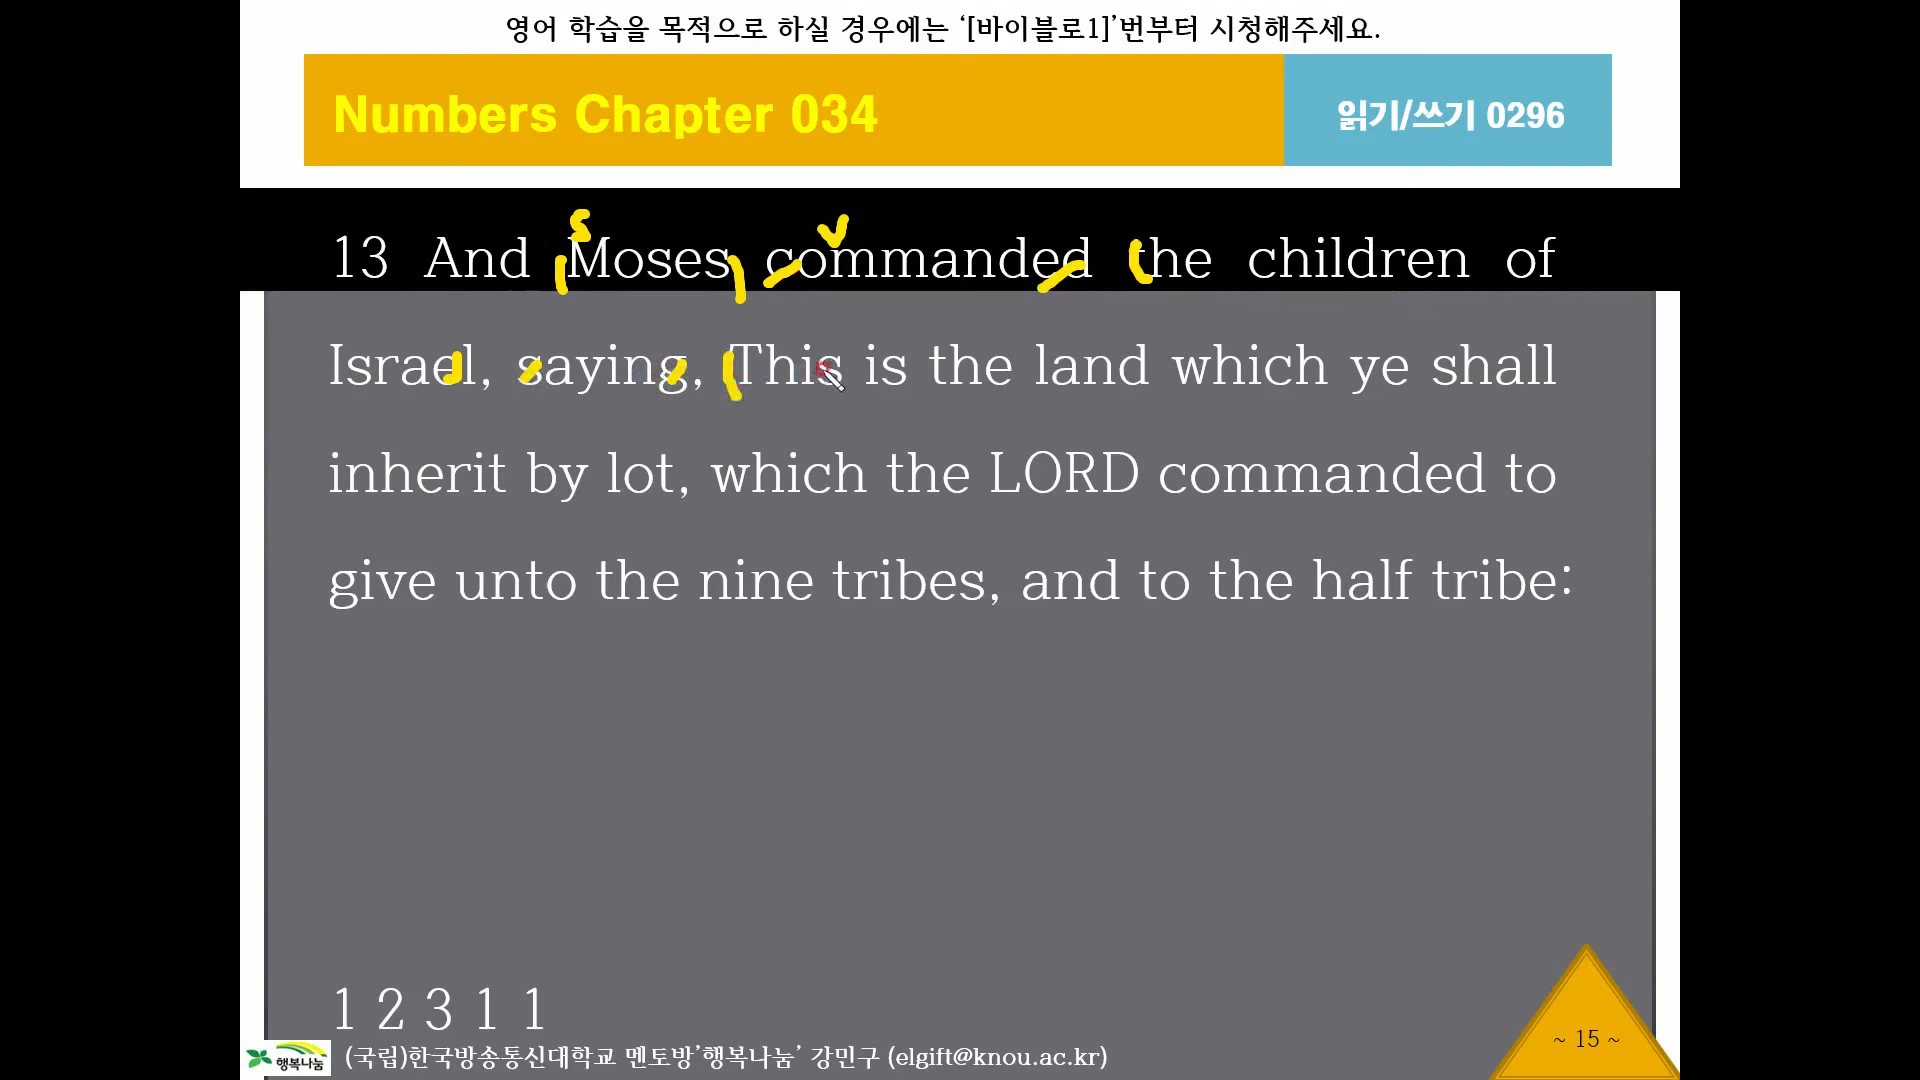 영어 학습을 목적으로 하실 경우에는 ‘[바이블로1]’번부터 시청해주세요.
Numbers Chapter 034
읽기/쓰기 0296
s
v
13 And Moses commanded the children of
Israel, saying, This is the land which ye shall
inherit by lot, which the LORD commanded to
give unto the nine tribes, and to the half tribe:
1 2 3 1 1
~ 15 ~
행복나눔
(국립)한국방송통신대학교 멘토방’행복나눔’ 강민구 (elgift@knou.ac.kr)